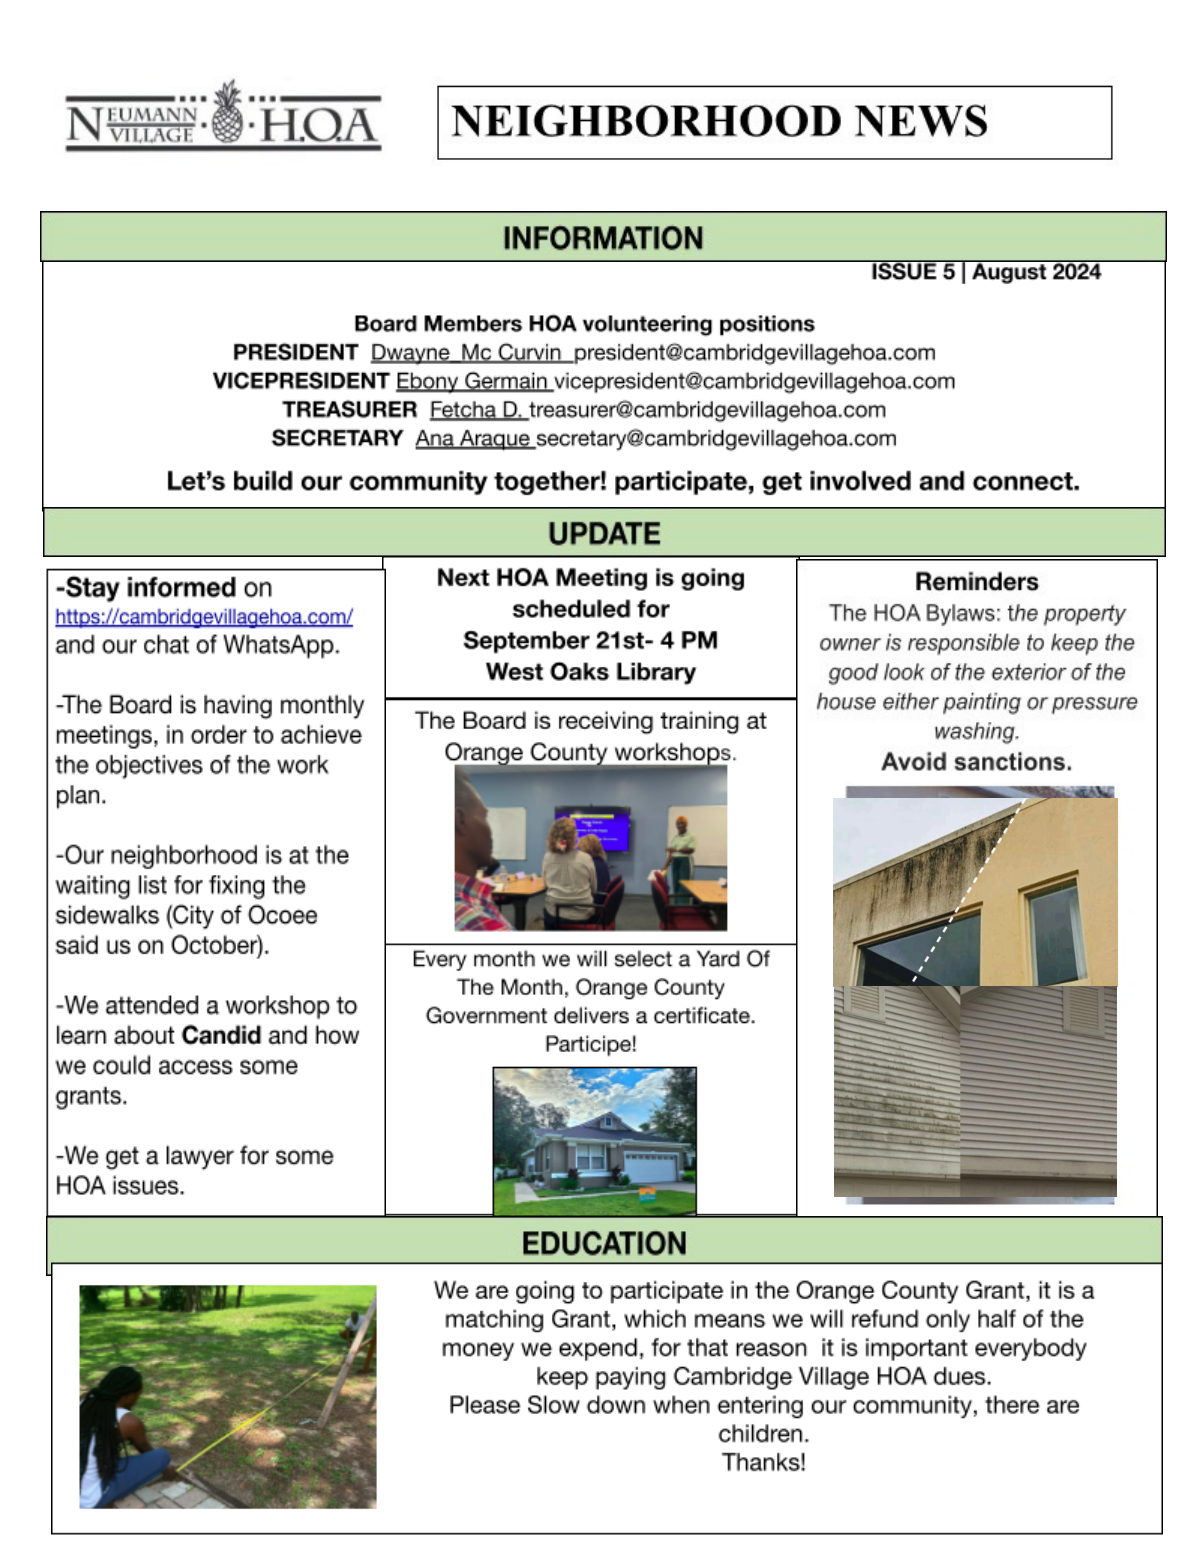 NEUMANN VILLAGE H.O.A
NEIGHBORHOOD NEWS
INFORMATION
ISSUE 5 | August 2024
Board Members HOA volunteering positions
PRESIDENT Dwayne Mc Curvin president@cambridgevillagehoa.com
VICEPRESIDENT Ebony Germain vicepresident@cambridgevillagehoa.com
TREASURER Fetcha D. treasurer@cambridgevillagehoa.com
SECRETARY Ana Araque secretary@cambridgevillagehoa.com
Let's build our community together! participate, get involved and connect.
UPDATE
-Stay informed on
https://cambridgevillagehoa.com/
and our chat of WhatsApp.
-The Board is having monthly
meetings, in order to achieve
the objectives of the work
plan.
-Our neighborhood is at the
waiting list for fixing the
sidewalks (City of Ocoee
said us on October).
-We attended a workshop to
learn about Candid and how
we could access some
grants.
-We get a lawyer for some
HOA issues.
Next HOA Meeting is going
scheduled for
September 21st- 4 PM
West Oaks Library
The Board is receiving training at
Orange County workshops.
Every month we will select a Yard Of
The Month, Orange County
Government delivers a certificate.
Participe!
Reminders
The HOA Bylaws: the property
owner is responsible to keep the
good look of the exterior of the
house either painting or pressure
washing.
Avoid sanctions.
EDUCATION
We are going to participate in the Orange County Grant, it is a
matching Grant, which means we will refund only half of the
money we expend, for that reason it is important everybody
keep paying Cambridge Village HOA dues.
Please Slow down when entering our community, there are
children.
Thanks!